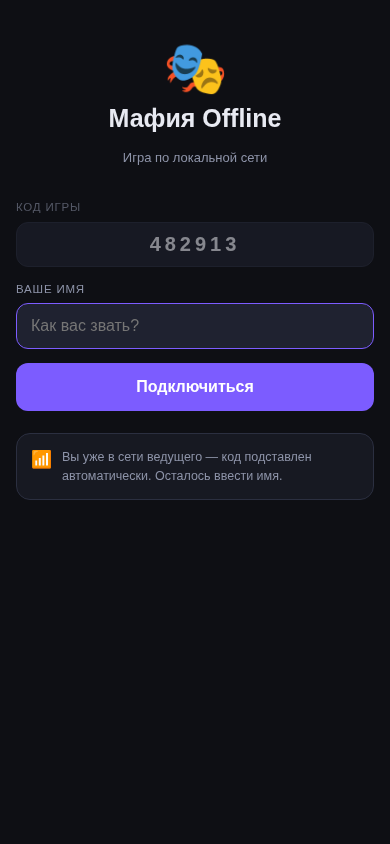 Мафия Offline
Игра по локальной сети
КОД ИГРЫ
482913
ВАШЕ ИМЯ
Как вас звать?
Подключиться
Вы уже в сети ведущего — код подставлен
автоматически. Осталось ввести имя.